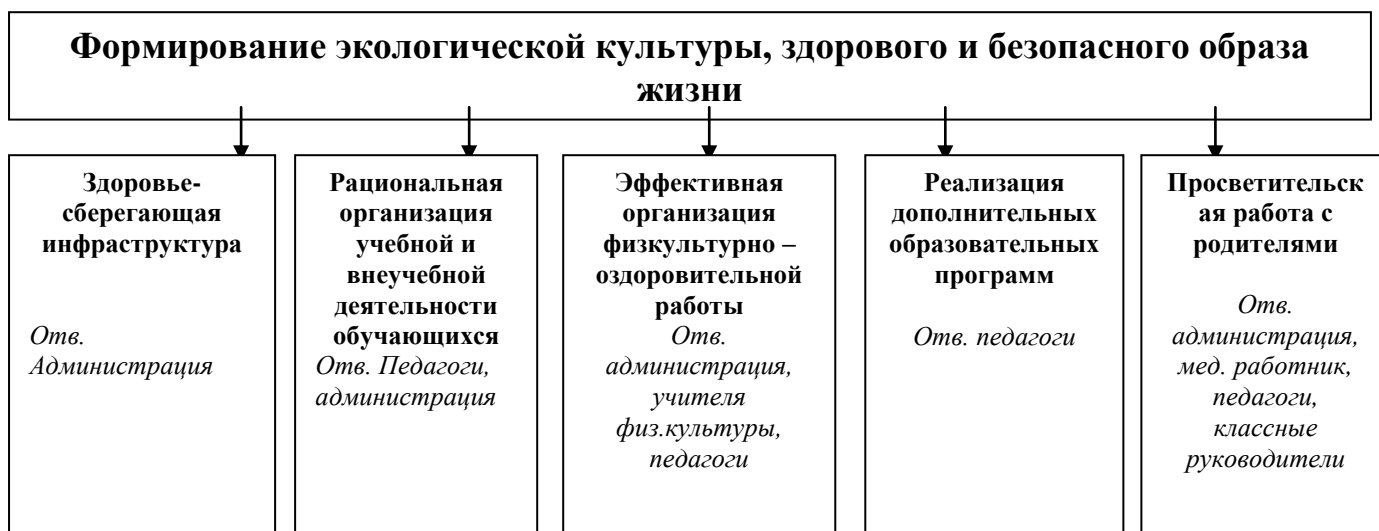 Формирование экологической культуры, здорового и безопасного образа
жизни
Здоровье-
сберегающая
инфраструктура
Отв.
Администрация
Рациональная
организация
учебной и
внеучебной
деятельности
обучающихся
Отв. Педагоги,
администрация
Эффективная
организация
физкультурно –
оздоровительной
работы
Отв.
администрация,
учителя
физ.культуры,
педагоги
Реализация
дополнительных
образовательных
программ
Отв. педагоги
Просветительск
ая работа с
родителями
Отв.
администрация,
мед. работник,
педагоги,
классные
руководители